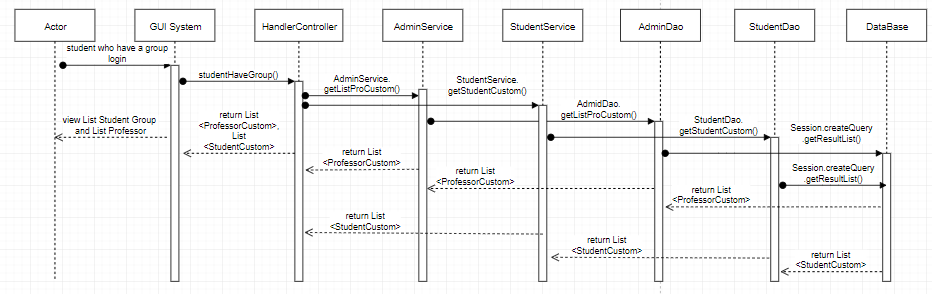 Actor
GUI System
HandlerController
AdminService
StudentService
AdminDao
StudentDao
DataBase
student who have a group
login
studentHaveGroup()
AdminService.
getListProCustom()
StudentService.
getStudentCustom()
AdmidDao.
getListProCustom()
StudentDao.
getStudentCustom()
Session.createQuery
.getResultList()
Session.createQuery
.getResultList()
view List Student Group
and List Professor
return List
<ProfessorCustom>,
List
<StudentCustom>
return List
<ProfessorCustom>
return List
<ProfessorCustom>
return List
<ProfessorCustom>
return List
<StudentCustom>
return List
<StudentCustom>
return List
<StudentCustom>